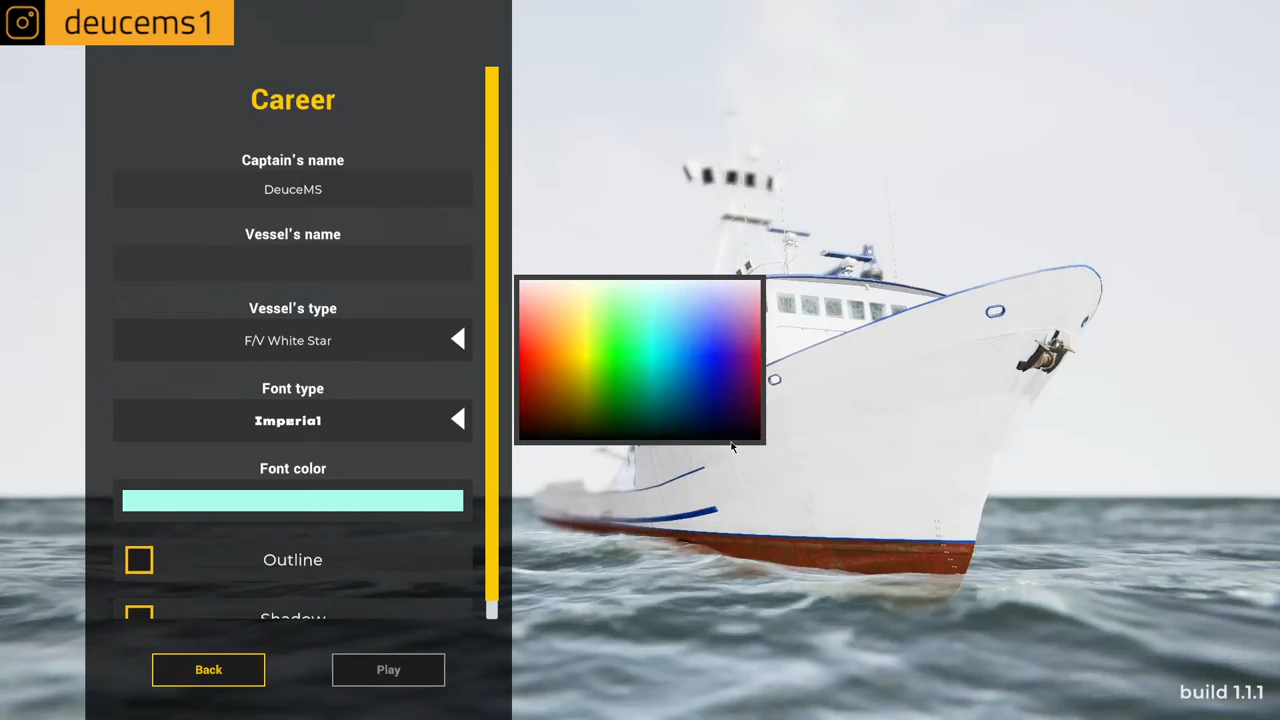 deucems1
Career
Captain's name
DeuceMS
Vessel's name
Vessel's type
F/V White Star
Font type
Imperial
Font color
Outline
Shadow
Back
Play
build 1.1.1